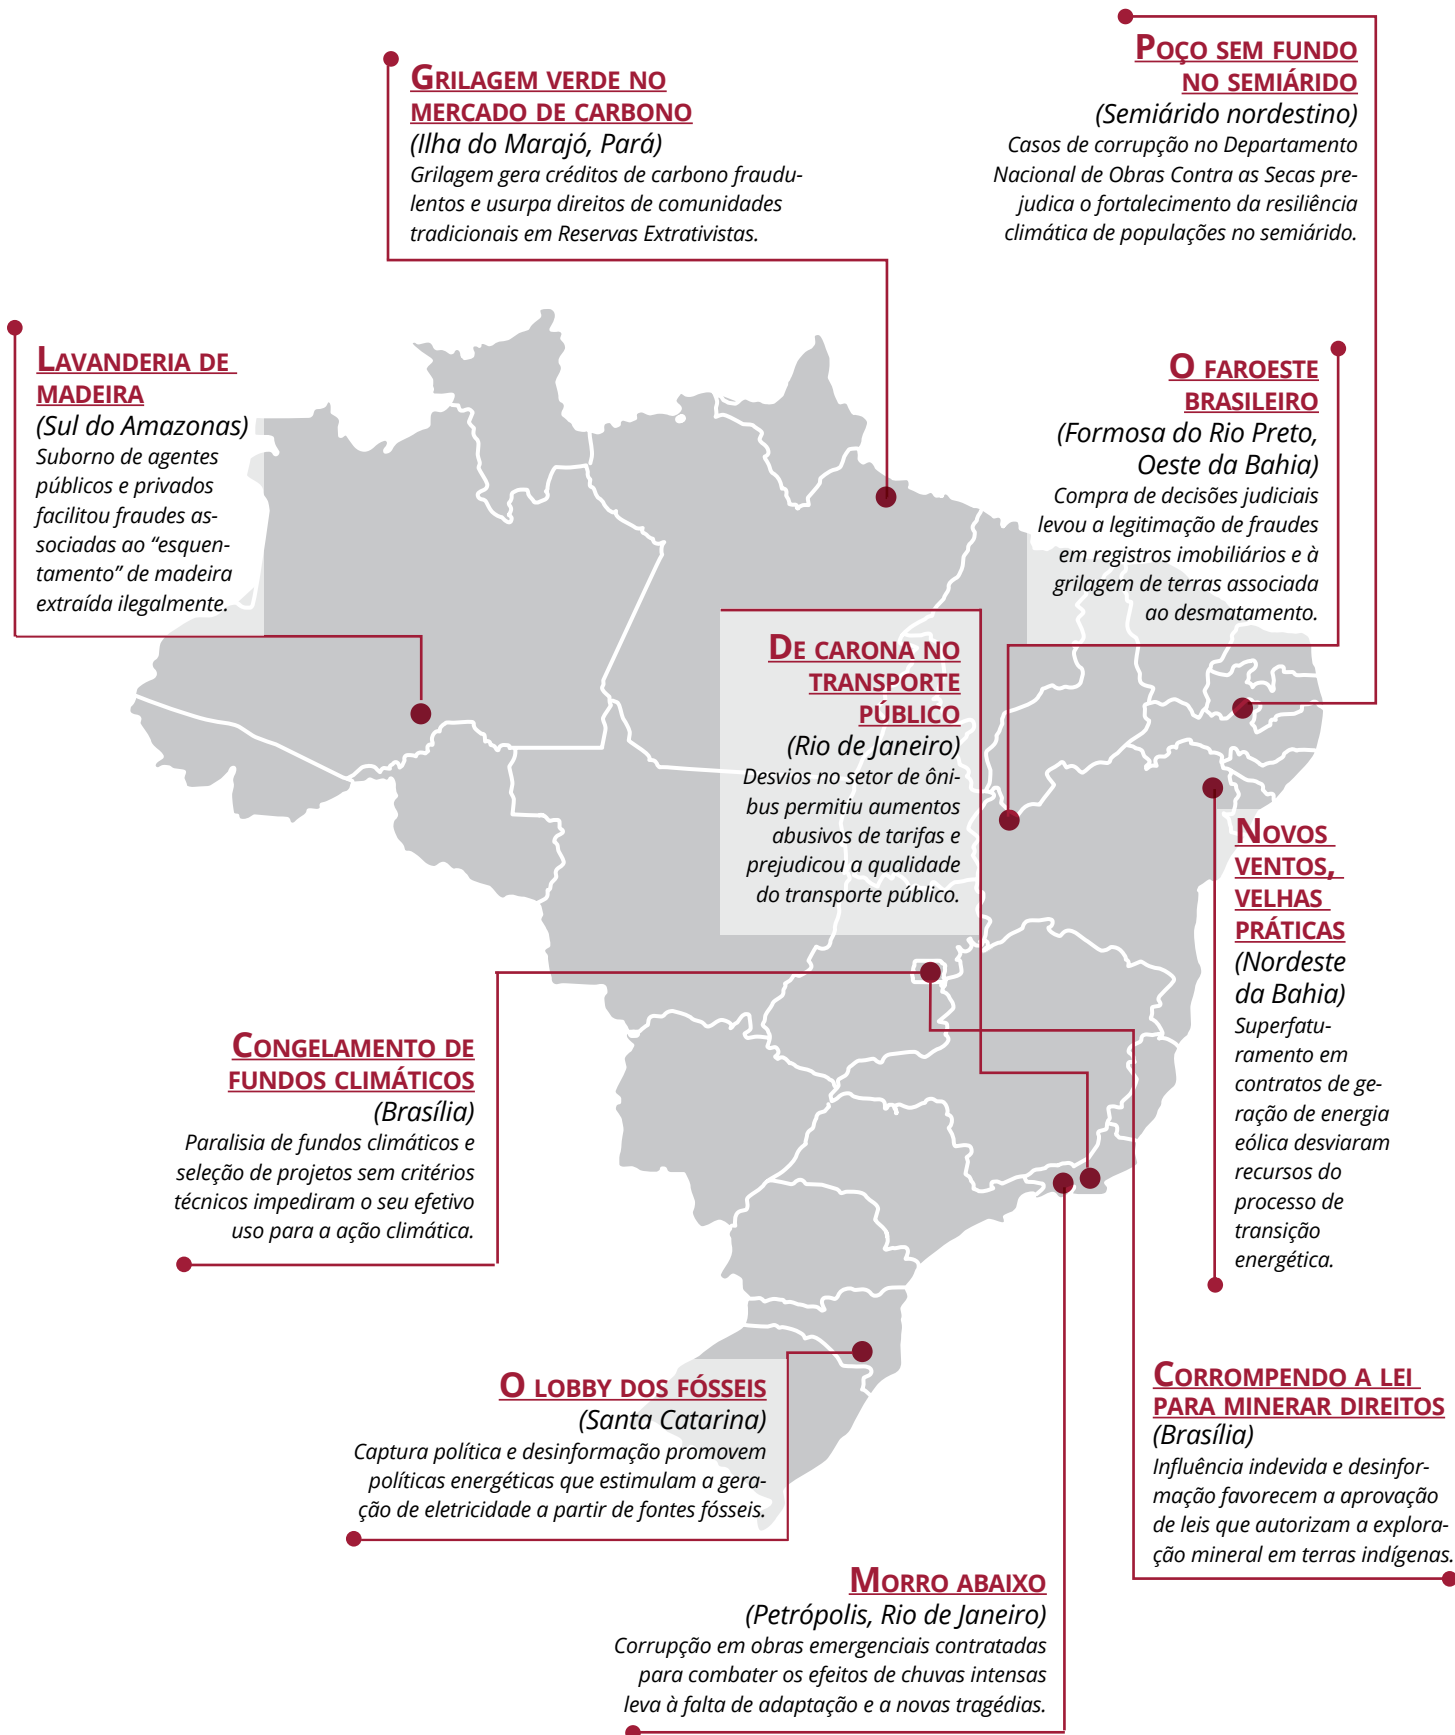 Grilagem verde no
mercado de carbono
(Ilha do Marajó, Pará)
Grilagem gera créditos de carbono fraudu-
lentos e usurpa direitos de comunidades
tradicionais em Reservas Extrativistas.
Poço sem fundo
no semiárido
(Semiárido nordestino)
Casos de corrupção no Departamento
Nacional de Obras Contra as Secas pre-
judica o fortalecimento da resiliência
climática de populações no semiárido.
Lavanderia de
madeira
(Sul do Amazonas)
Suborno de agentes
públicos e privados
facilitou fraudes as-
sociadas ao “esquen-
tamento” de madeira
extraída ilegalmente.
O faroeste
brasileiro
(Formosa do Rio Preto,
Oeste da Bahia)
Compra de decisões judiciais
levou a legitimação de fraudes
em registros imobiliários e à
grilagem de terras associada
ao desmatamento.
De carona no
transporte
público
(Rio de Janeiro)
Desvios no setor de ôni-
bus permitiu aumentos
abusivos de tarifas e
prejudicou a qualidade
do transporte público.
Novos
ventos,
velhas
práticas
(Nordeste
da Bahia)
Superfatu-
ramento em
contratos de ge-
ração de energia
eólica desviaram
recursos do
processo de
transição
energética.
Congelamento de
fundos climáticos
(Brasília)
Paralisia de fundos climáticos e
seleção de projetos sem critérios
técnicos impediram o seu efetivo
uso para a ação climática.
O lobby dos fósseis
(Santa Catarina)
Captura política e desinformação promovem
políticas energéticas que estimulam a gera-
ção de eletricidade a partir de fontes fósseis.
Corrompendo a lei
para minerar direitos
(Brasília)
Influência indevida e desinfor-
mação favorecem a aprovação
de leis que autorizam a explora-
ção mineral em terras indígenas.
Morro abaixo
(Petrópolis, Rio de Janeiro)
Corrupção em obras emergenciais contratadas
para combater os efeitos de chuvas intensas
leva à falta de adaptação e a novas tragédias.